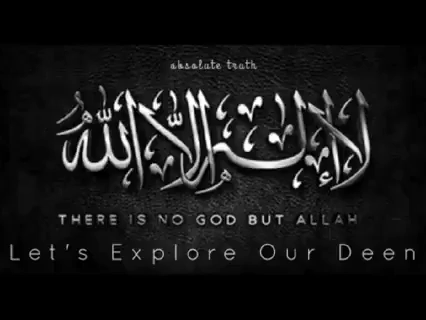 absolute truth
لا إله إلا الله
THERE IS NO GOD BUT ALLAH
Let's Explore Our Deen